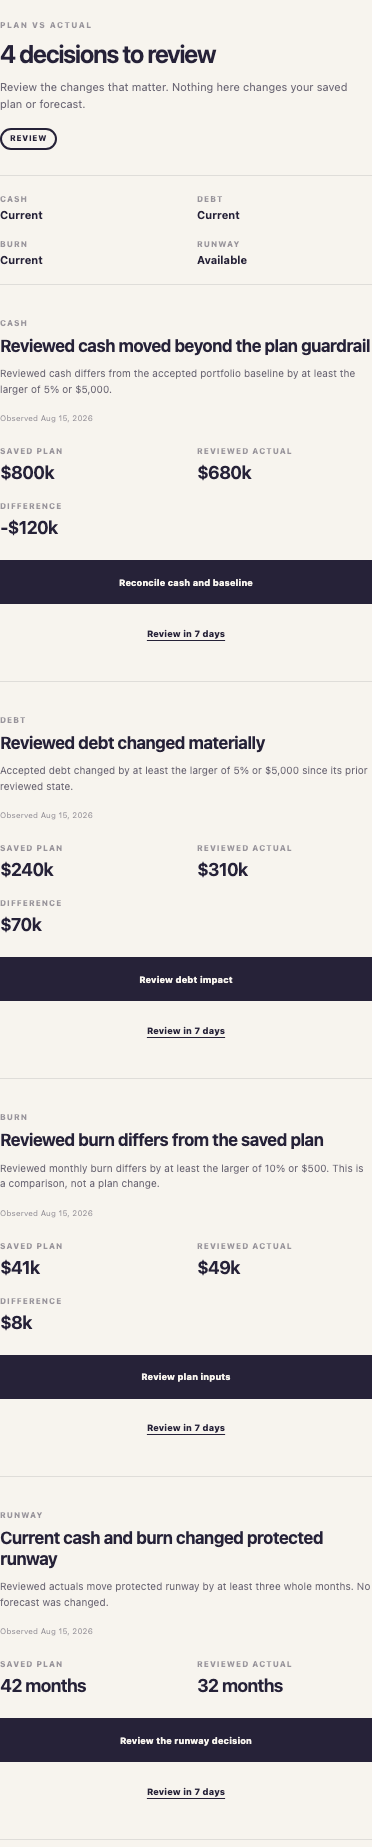 PLAN VS ACTUAL
4 decisions to review
Review the changes that matter. Nothing here changes your saved
plan or forecast.
REVIEW
CASH
Current
DEBT
Current
BURN
Current
RUNWAY
Available
CASH
Reviewed cash moved beyond the plan guardrail
Reviewed cash differs from the accepted portfolio baseline by at least the
larger of 5% or $5,000.
Observed Aug 15, 2026
SAVED PLAN
$800k
REVIEWED ACTUAL
$680k
DIFFERENCE
-$120k
Reconcile cash and baseline
Review in 7 days
DEBT
Reviewed debt changed materially
Accepted debt changed by at least the larger of 5% or $5,000 since its prior
reviewed state.
Observed Aug 15, 2026
SAVED PLAN
$240k
REVIEWED ACTUAL
$310k
DIFFERENCE
$70k
Review debt impact
Review in 7 days
BURN
Reviewed burn differs from the saved plan
Reviewed monthly burn differs by at least the larger of 10% or $500. This is
a comparison, not a plan change.
Observed Aug 15, 2026
SAVED PLAN
$41k
REVIEWED ACTUAL
$49k
DIFFERENCE
$8k
Review plan inputs
Review in 7 days
RUNWAY
Current cash and burn changed protected
runway
Reviewed actuals move protected runway by at least three whole months. No
forecast was changed.
Observed Aug 15, 2026
SAVED PLAN
42 months
REVIEWED ACTUAL
32 months
Review the runway decision
Review in 7 days